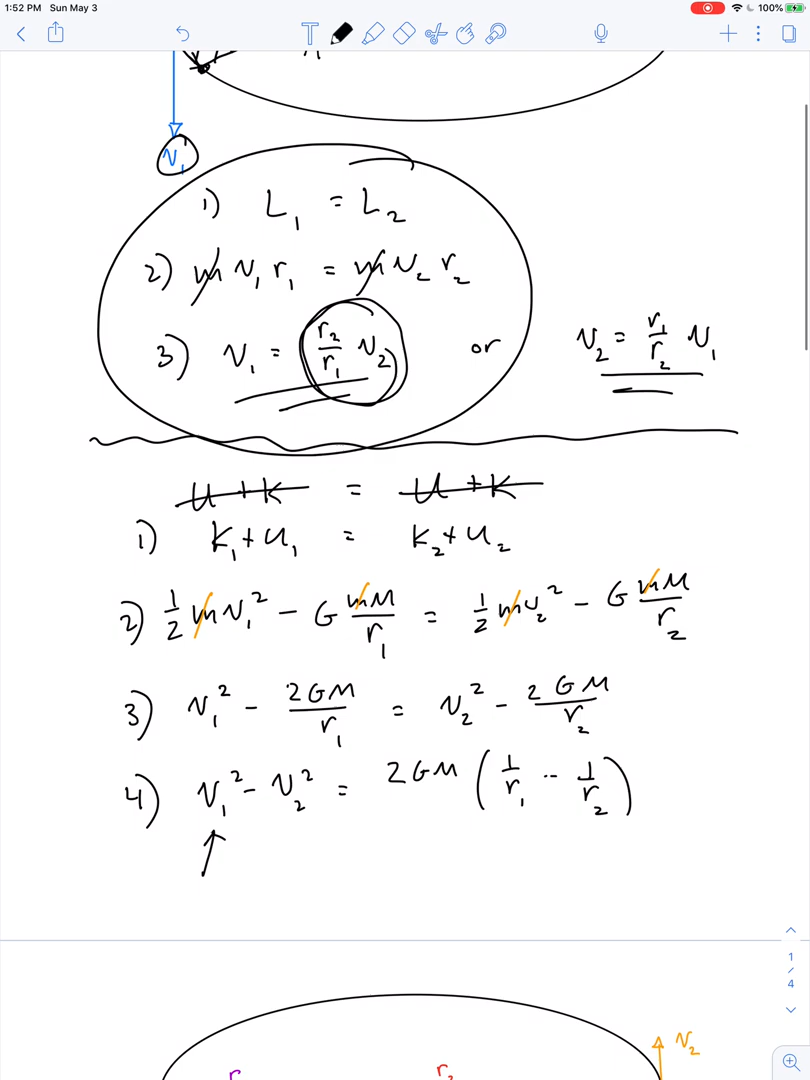 1:52 PM Sun May 3
100%
V₁
1) L₁ = L₂
2) m V₁ r₁ = m V₂ r₂
3) V₁ = r₂/r₁ V₂ or V₂ = r₁/r₂ V₁
U + K = U + K
1) K₁ + U₁ = K₂ + U₂
2) 1/2 m V₁² - G mM/r₁ = 1/2 m V₂² - G mM/r₂
3) V₁² - 2GM/r₁ = V₂² - 2GM/r₂
4) V₁² - V₂² = 2GM (1/r₁ - 1/r₂)
1/4
V₂
r₂